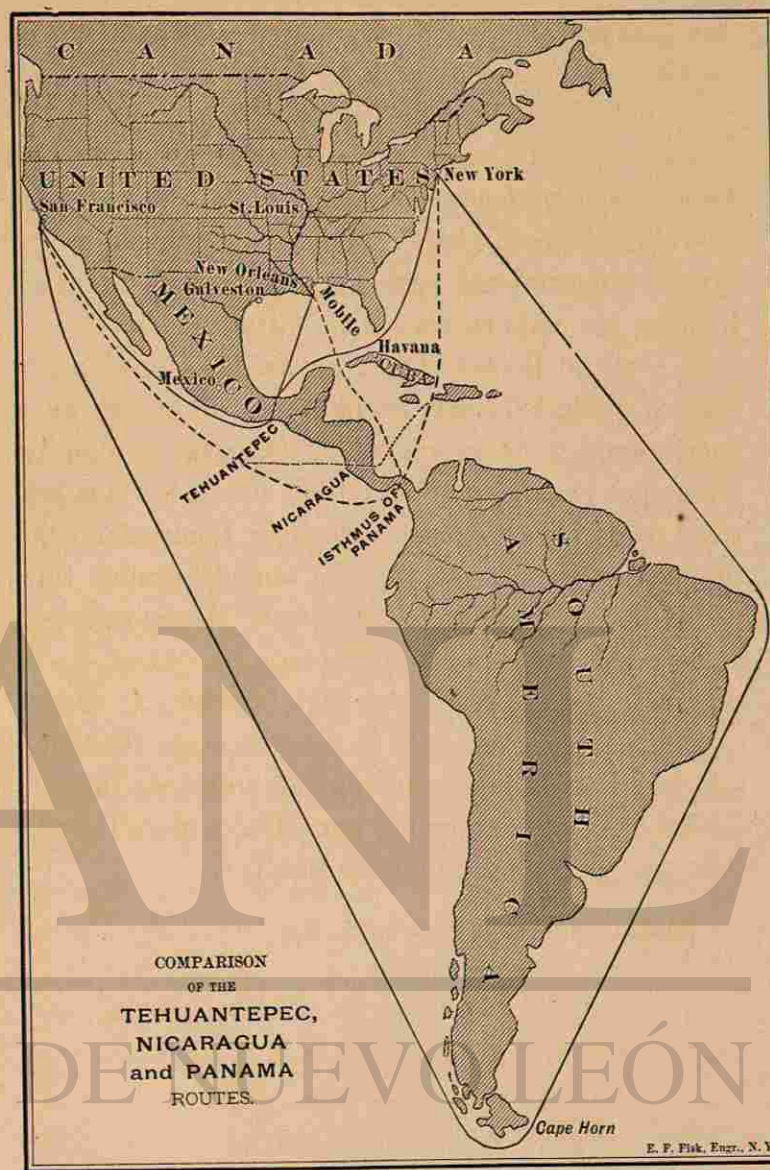 CANADA
UNITED STATES
New York
San Francisco
St. Louis
New Orleans
Galveston
Mobile
MEXICO
Havana
CUBA
Mexico
TEHUANTEPEC
NICARAGUA
ISTHMUS OF
PANAMA
SOUTH
AMERICA
ANL
COMPARISON
OF THE
TEHUANTEPEC,
NICARAGUA
and PANAMA
ROUTES.
DE NUEVO LEÓN
Cape Horn
E. F. Fisk, Engr., N. Y